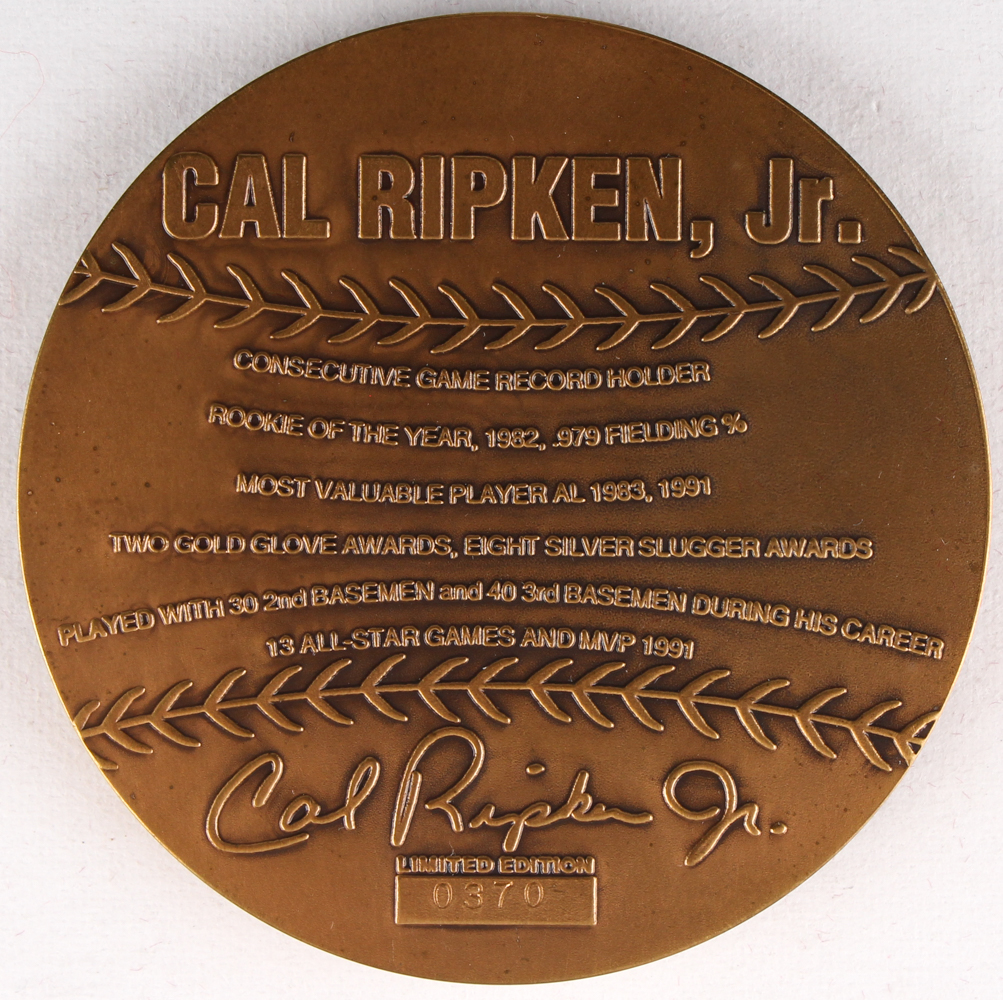 CAL RIPKEN, Jr.
CONSECUTIVE GAME RECORD HOLDER
ROOKIE OF THE YEAR, 1982, .979 FIELDING %
MOST VALUABLE PLAYER AL 1983, 1991
TWO GOLD GLOVE AWARDS, EIGHT SILVER SLUGGER AWARDS
PLAYED WITH 30 2nd BASEMEN and 40 3rd BASEMEN DURING HIS CAREER
13 ALL-STAR GAMES AND MVP 1991
Cal Ripken Jr.
LIMITED EDITION
0370